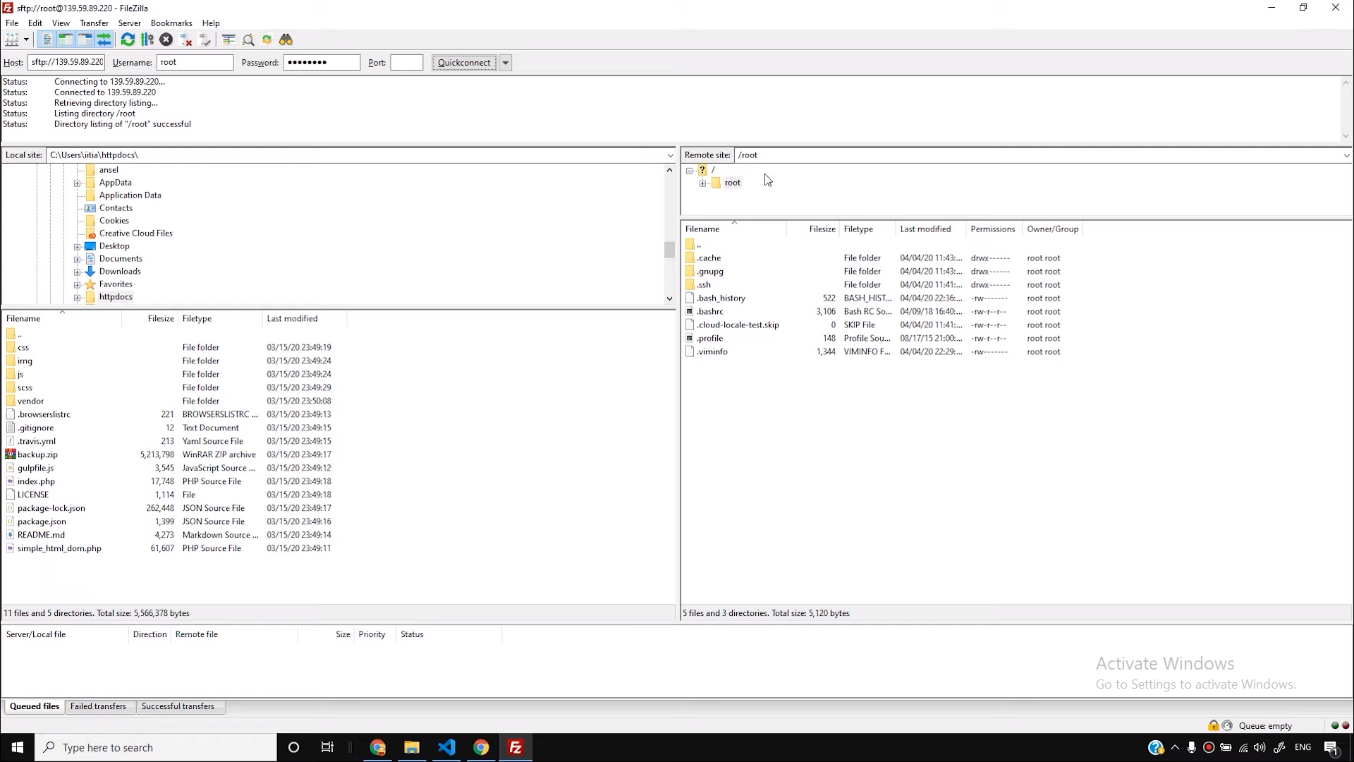 sftp://root@139.59.89.220 - FileZilla
File Edit View Transfer Server Bookmarks Help
Host: sftp://139.59.89.220 Username: root Password: ●●●●●●●● Port: Quickconnect
Status: Connecting to 139.59.89.220...
Status: Connected to 139.59.89.220
Status: Retrieving directory listing...
Status: Listing directory /root
Status: Directory listing of "/root" successful
Local site: C:\Users\iitia\httpdocs\
ansel
AppData
Application Data
Contacts
Cookies
Creative Cloud Files
Desktop
Documents
Downloads
Favorites
httpdocs
Filename Filesize Filetype Last modified
..
css File folder 03/15/20 23:49:19
img File folder 03/15/20 23:49:24
js File folder 03/15/20 23:49:24
scss File folder 03/15/20 23:49:29
vendor File folder 03/15/20 23:50:08
.browserslistrc 221 BROWSERSLISTRC ... 03/15/20 23:49:13
.gitignore 12 Text Document 03/15/20 23:49:15
.travis.yml 213 Yaml Source File 03/15/20 23:49:15
backup.zip 5,213,798 WinRAR ZIP archive 03/15/20 23:49:17
gulpfile.js 3,545 JavaScript Source ... 03/15/20 23:49:12
index.php 17,748 PHP Source File 03/15/20 23:49:18
LICENSE 1,114 File 03/15/20 23:49:18
package-lock.json 262,448 JSON Source File 03/15/20 23:49:17
package.json 1,399 JSON Source File 03/15/20 23:49:16
README.md 4,273 Markdown Source ... 03/15/20 23:49:14
simple_html_dom.php 61,607 PHP Source File 03/15/20 23:49:11
11 files and 5 directories. Total size: 5,566,378 bytes
Remote site: /root
? /
root
Filename Filesize Filetype Last modified Permissions Owner/Group
..
.cache File folder 04/04/20 11:43:... drwx------ root root
.gnupg File folder 04/04/20 11:43:... drwx------ root root
.ssh File folder 04/04/20 11:43:... drwx------ root root
.bash_history 522 BASH_HIST... 04/04/20 22:36:... -rw------- root root
.bashrc 3,106 Bash RC So... 04/09/18 16:40:... -rw-r--r-- root root
.cloud-locale-test.skip 0 SKIP File 04/04/20 11:41:... -rw-r--r-- root root
.profile 148 Profile Sou... 08/17/15 21:00:... -rw-r--r-- root root
.viminfo 1,344 VIMINFO F... 04/04/20 22:29:... -rw------- root root
5 files and 3 directories. Total size: 5,120 bytes
Server/Local file Direction Remote file Size Priority Status
Activate Windows
Go to Settings to activate Windows.
Queued files Failed transfers Successful transfers
Queue: empty
Type here to search
ENG
1